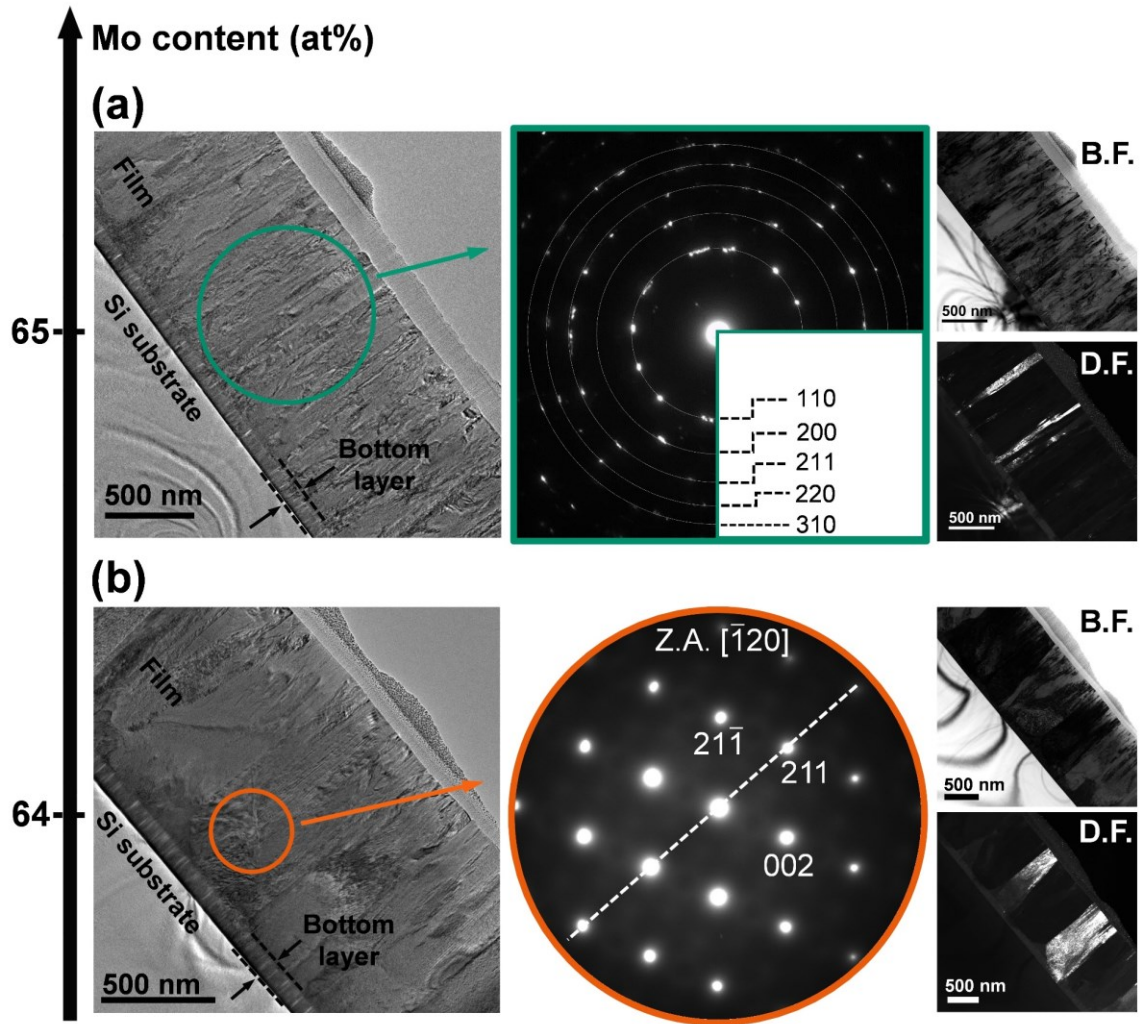 Mo content (at%)
(a)
Film
Si substrate
Bottom
layer
500 nm
110
200
211
220
310
B.F.
500 nm
D.F.
500 nm
65
(b)
Film
Si substrate
Bottom
layer
500 nm
Z.A. [1̅20]
211̅
211
002
B.F.
500 nm
D.F.
500 nm
64